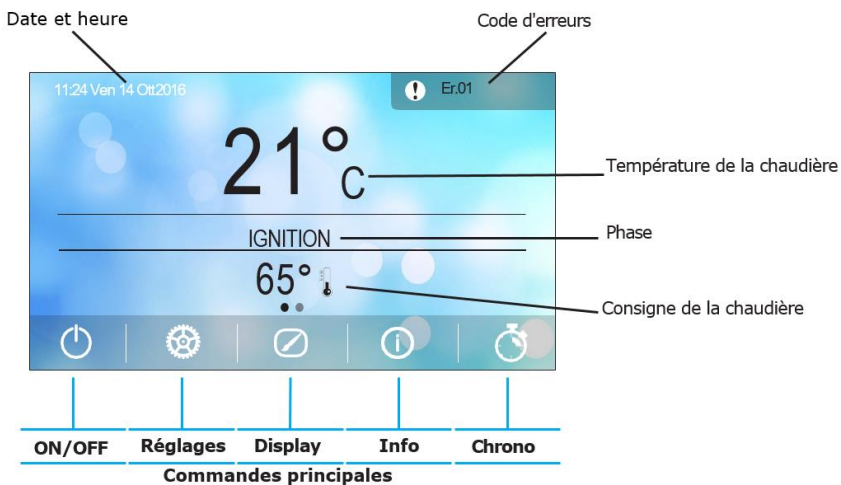 Date et heure
Code d'erreurs
11:24 Ven 14 Ott2016
! Er.01
21°C
Température de la chaudière
IGNITION
Phase
65°
Consigne de la chaudière
ON/OFF Réglages Display Info Chrono
Commandes principales